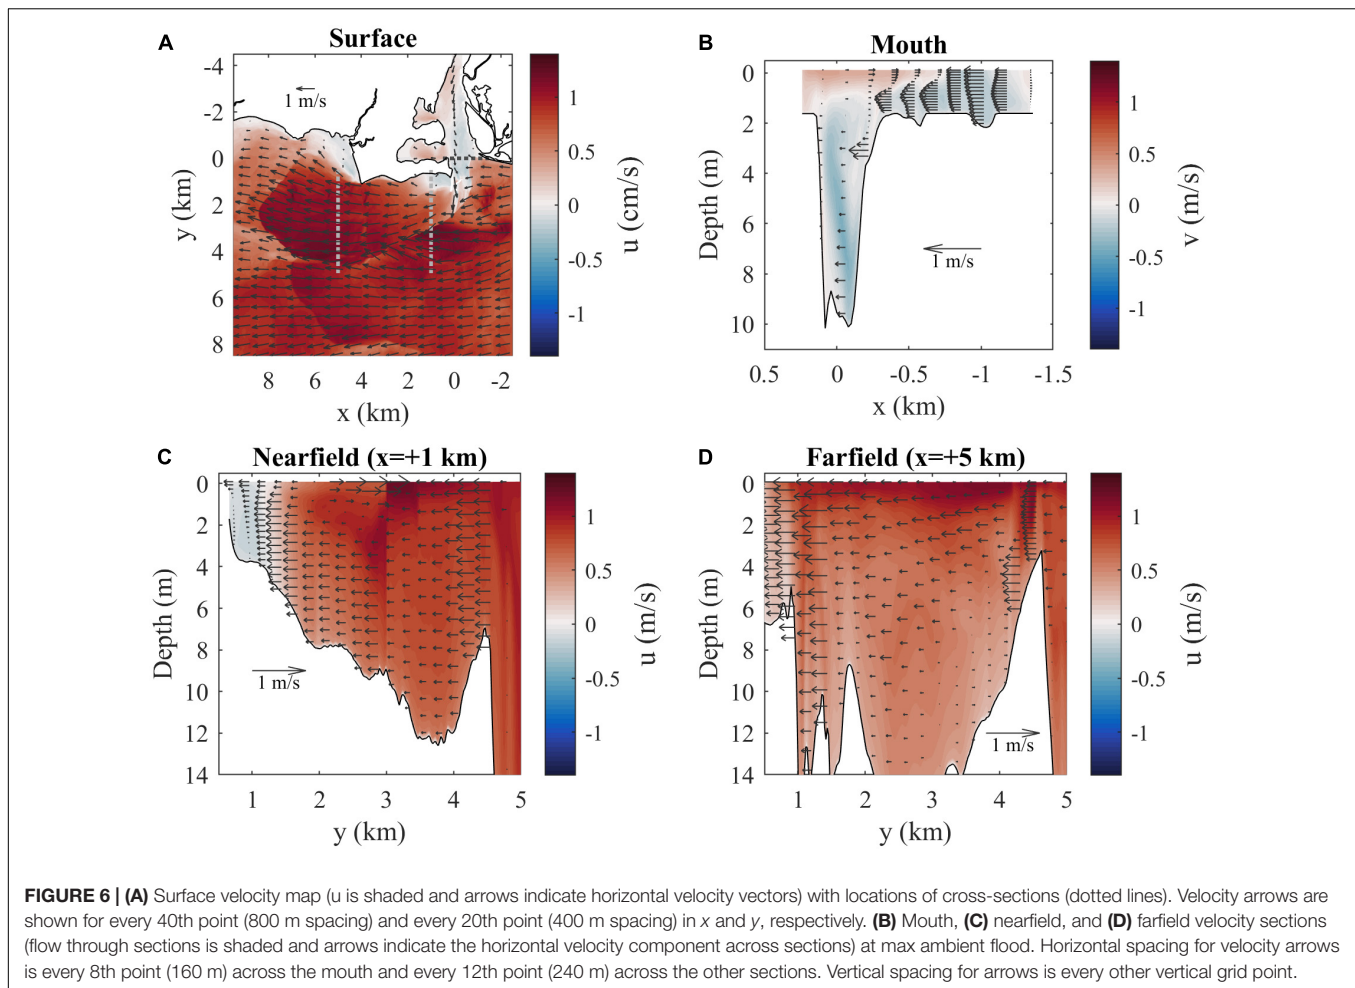 A
Surface
-4
-2
0
2
4
6
8
y (km)
1 m/s
8
6
4
2
0
-2
x (km)
1
0.5
0
-0.5
-1
u (cm/s)
B
Mouth
0
2
4
6
8
10
Depth (m)
1 m/s
0.5
0
-0.5
-1
-1.5
x (km)
1
0.5
0
-0.5
-1
v (m/s)
C
Nearfield (x=+1 km)
0
2
4
6
8
10
12
14
Depth (m)
1 m/s
1
2
3
4
5
y (km)
1
0.5
0
-0.5
-1
u (m/s)
D
Farfield (x=+5 km)
0
2
4
6
8
10
12
14
Depth (m)
1 m/s
1
2
3
4
5
y (km)
1
0.5
0
-0.5
-1
u (m/s)
FIGURE 6 | (A) Surface velocity map (u is shaded and arrows indicate horizontal velocity vectors) with locations of cross-sections (dotted lines). Velocity arrows are
shown for every 40th point (800 m spacing) and every 20th point (400 m spacing) in x and y, respectively. (B) Mouth, (C) nearfield, and (D) farfield velocity sections
(flow through sections is shaded and arrows indicate the horizontal velocity component across sections) at max ambient flood. Horizontal spacing for velocity arrows
is every 8th point (160 m) across the mouth and every 12th point (240 m) across the other sections. Vertical spacing for arrows is every other vertical grid point.